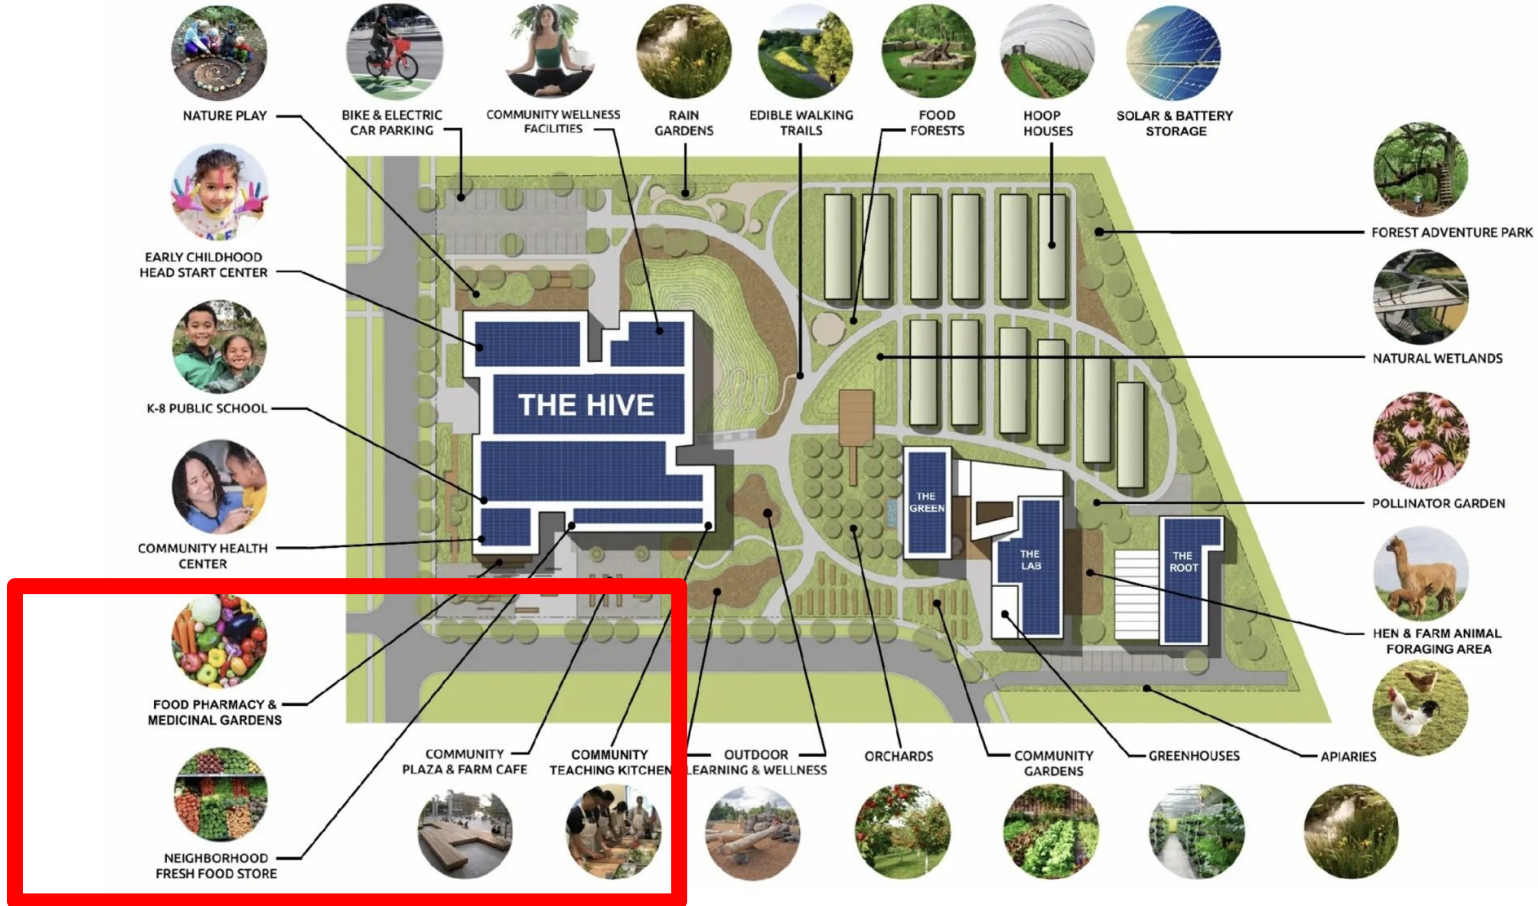 NATURE PLAY
BIKE & ELECTRIC
CAR PARKING
COMMUNITY WELLNESS
FACILITIES
RAIN
GARDENS
EDIBLE WALKING
TRAILS
FOOD
FORESTS
HOOP
HOUSES
SOLAR & BATTERY
STORAGE
EARLY CHILDHOOD
HEAD START CENTER
K-8 PUBLIC SCHOOL
COMMUNITY HEALTH
CENTER
FOOD PHARMACY &
MEDICINAL GARDENS
NEIGHBORHOOD
FRESH FOOD STORE
THE HIVE
THE
GREEN
THE
LAB
THE
ROOT
FOREST ADVENTURE PARK
NATURAL WETLANDS
POLLINATOR GARDEN
HEN & FARM ANIMAL
FORAGING AREA
COMMUNITY
PLAZA & FARM CAFE
COMMUNITY
TEACHING KITCHEN
OUTDOOR
LEARNING & WELLNESS
ORCHARDS
COMMUNITY
GARDENS
GREENHOUSES
APIARIES